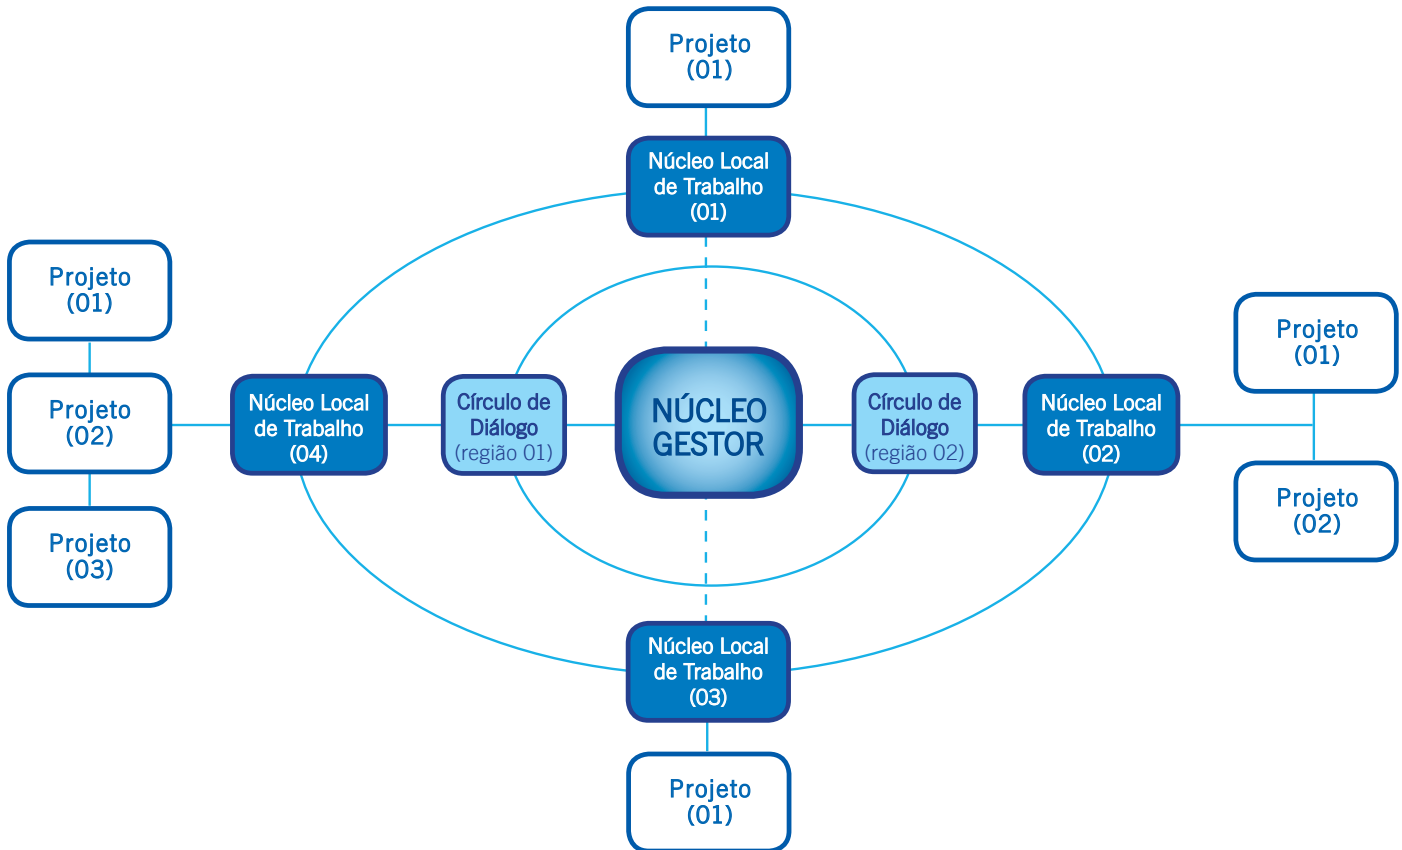 Projeto
(01)
Núcleo Local
de Trabalho
(01)
Projeto
(01)
Projeto
(02)
Projeto
(03)
Núcleo Local
de Trabalho
(04)
Círculo de
Diálogo
(região 01)
NÚCLEO
GESTOR
Círculo de
Diálogo
(região 02)
Núcleo Local
de Trabalho
(02)
Projeto
(01)
Projeto
(02)
Núcleo Local
de Trabalho
(03)
Projeto
(01)